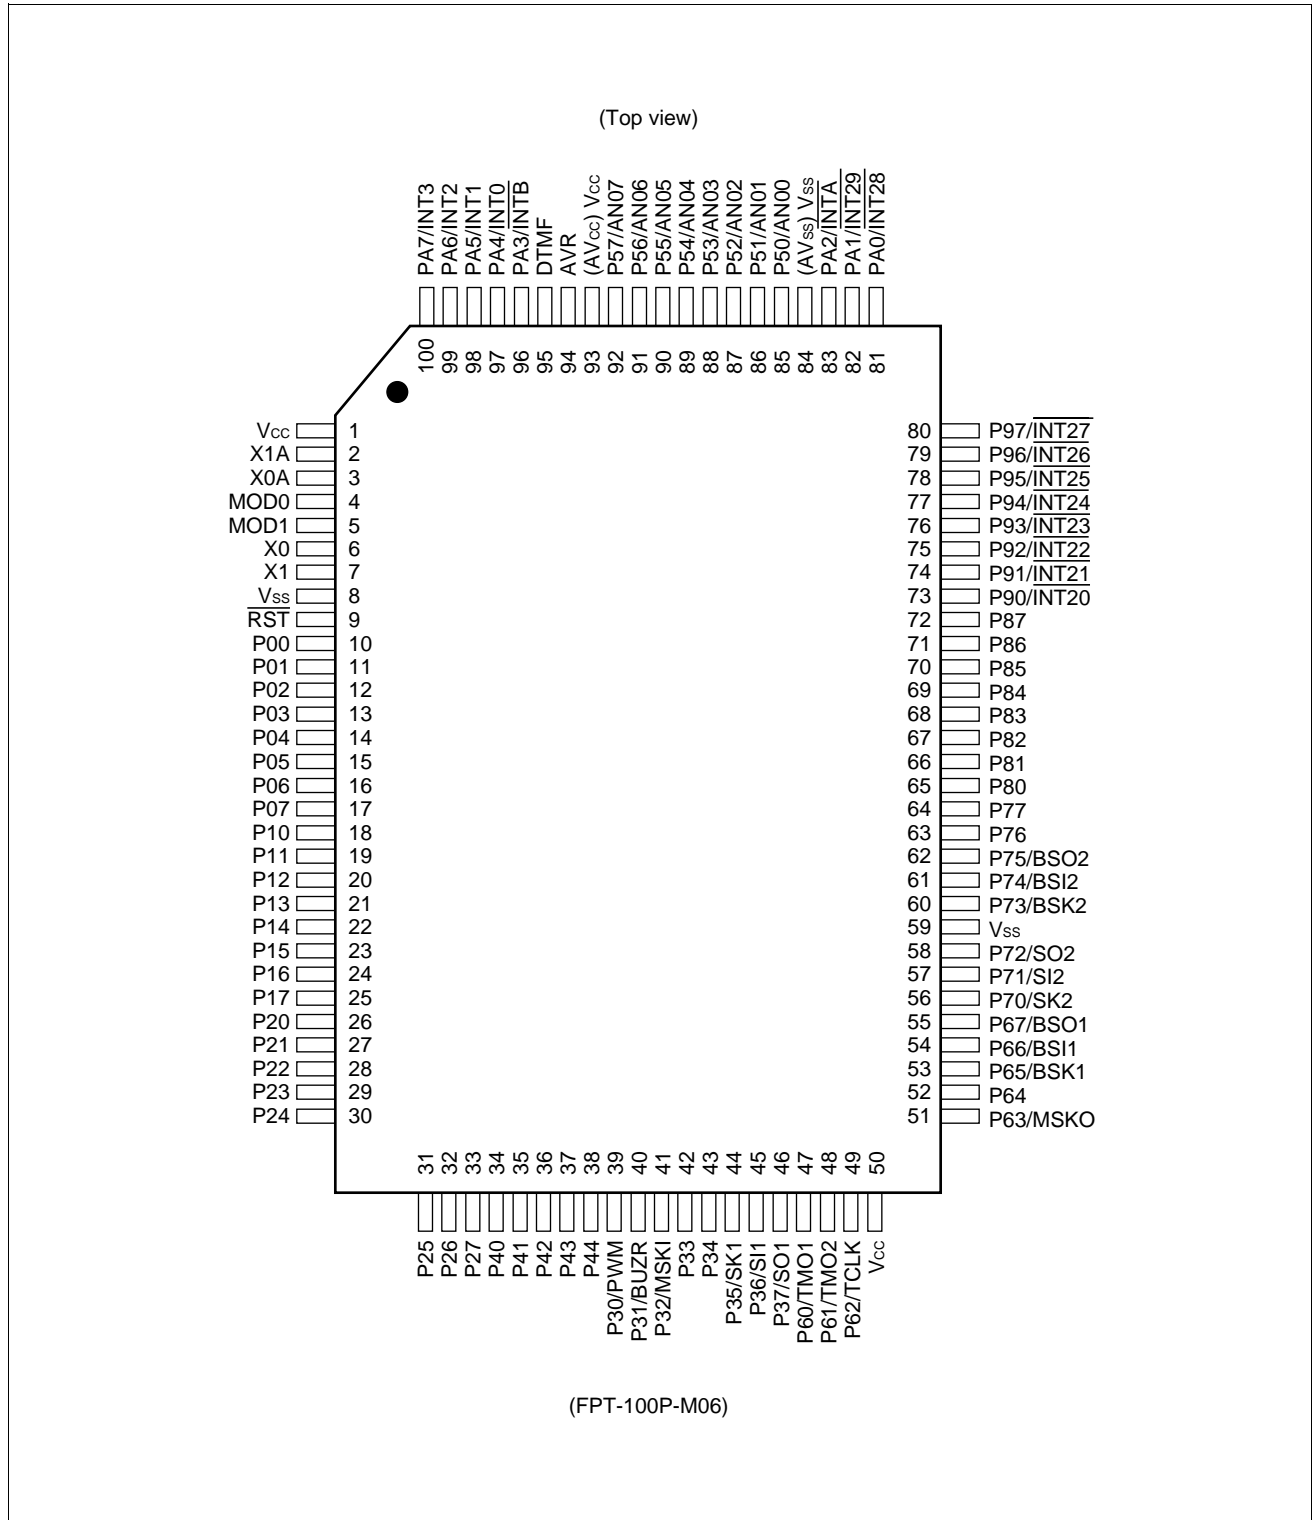 (Top view)
PA7/INT3
PA6/INT2
PA5/INT1
PA4/INT0
PA3/INTB
DTMF
AVR
(AVcc) Vcc
P57/AN07
P56/AN06
P55/AN05
P54/AN04
P53/AN03
P52/AN02
P51/AN01
P50/AN00
(AVss) Vss
PA2/INTA
PA1/INT29
PA0/INT28
100
99
98
97
96
95
94
93
92
91
90
89
88
87
86
85
84
83
82
81
Vcc 1
X1A 2
X0A 3
MOD0 4
MOD1 5
X0 6
X1 7
Vss 8
RST 9
P00 10
P01 11
P02 12
P03 13
P04 14
P05 15
P06 16
P07 17
P10 18
P11 19
P12 20
P13 21
P14 22
P15 23
P16 24
P17 25
P20 26
P21 27
P22 28
P23 29
P24 30
80 P97/INT27
79 P96/INT26
78 P95/INT25
77 P94/INT24
76 P93/INT23
75 P92/INT22
74 P91/INT21
73 P90/INT20
72 P87
71 P86
70 P85
69 P84
68 P83
67 P82
66 P81
65 P80
64 P77
63 P76
62 P75/BSO2
61 P74/BSI2
60 P73/BSK2
59 Vss
58 P72/SO2
57 P71/SI2
56 P70/SK2
55 P67/BSO1
54 P66/BSI1
53 P65/BSK1
52 P64
51 P63/MSKO
31
32
33
34
35
36
37
38
39
40
41
42
43
44
45
46
47
48
49
50
P25
P26
P27
P40
P41
P42
P43
P44
P30/PWM
P31/BUZR
P32/MSKI
P33
P34
P35/SK1
P36/SI1
P37/SO1
P60/TMO1
P61/TMO2
P62/TCLK
Vcc
(FPT-100P-M06)